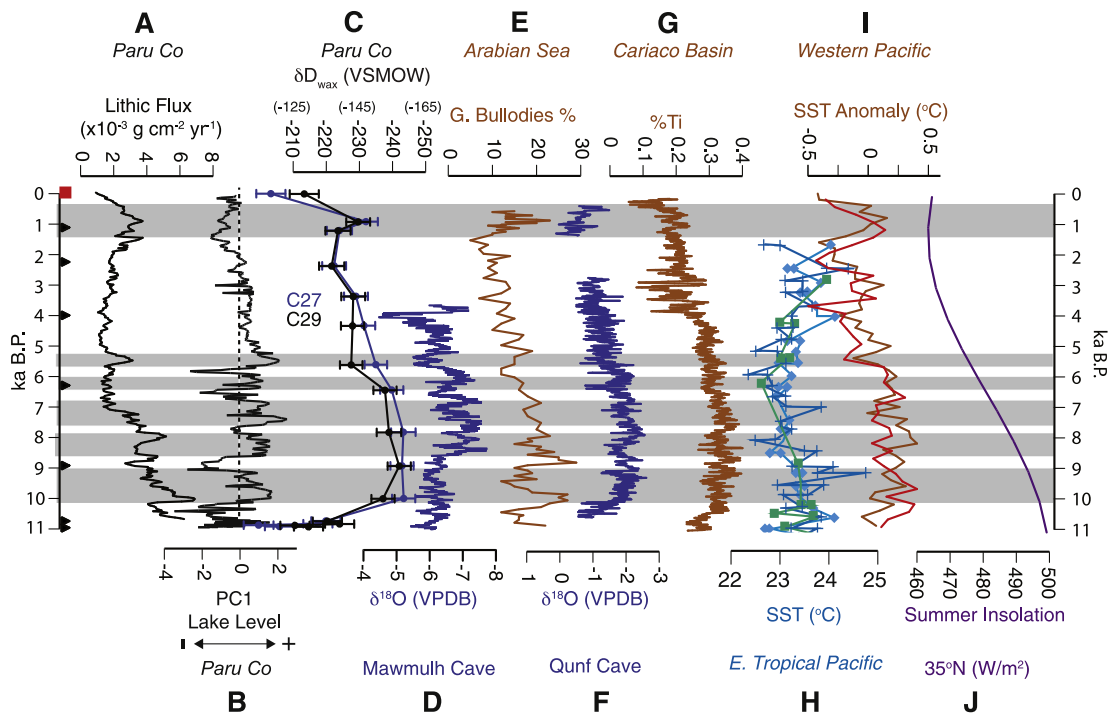 A
C
E
G
I
Paru Co
Paru Co
Arabian Sea
Cariaco Basin
Western Pacific
δD wax (VSMOW)
Lithic Flux
(x10-3 g cm-2 yr-1)
(-125)
(-145)
(-165)
G. Bullodies %
%Ti
SST Anomaly (oC)
0
2
4
6
8
-210
-220
-230
-240
-250
0
10
20
30
0
0.1
0.2
0.3
0.4
-0.5
0
0.5
ka B.P.
0
1
2
3
4
5
6
7
8
9
10
11
C27
C29
0
1
2
3
4
5
6
7
8
9
10
11
ka B.P.
-4
-2
0
2
-4
-5
-6
-7
-8
1
0
-1
-2
-3
22
23
24
25
460
470
480
490
500
PC1
Lake Level
- +
Paru Co
δ18O (VPDB)
δ18O (VPDB)
SST (oC)
Summer Insolation
Mawmulh Cave
Qunf Cave
E. Tropical Pacific
35oN (W/m2)
B
D
F
H
J